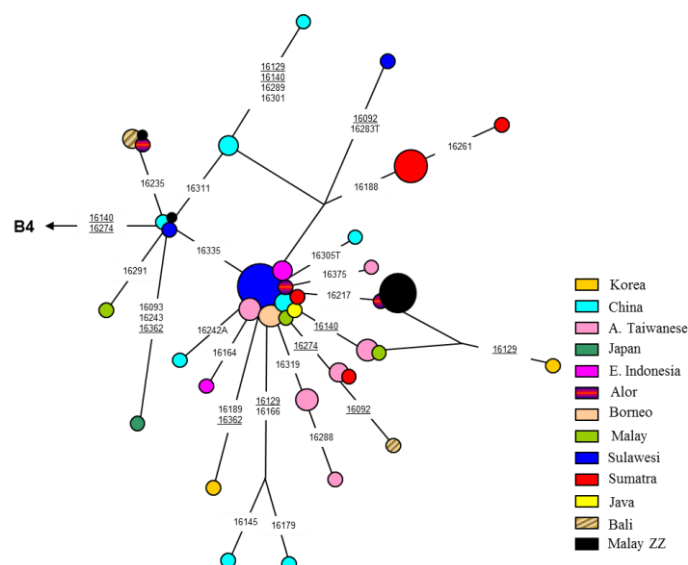 16129
16140
16289
16301
16092
16283T
16261
16188
16235
16311
B4
16140
16274
16335
16305T
16375
16291
16217
16093
16243
16362
16242A
16140
16129
16164
16274
16319
16189
16362
16129
16166
16092
16288
16145
16179
Korea
China
A. Taiwanese
Japan
E. Indonesia
Alor
Borneo
Malay
Sulawesi
Sumatra
Java
Bali
Malay ZZ